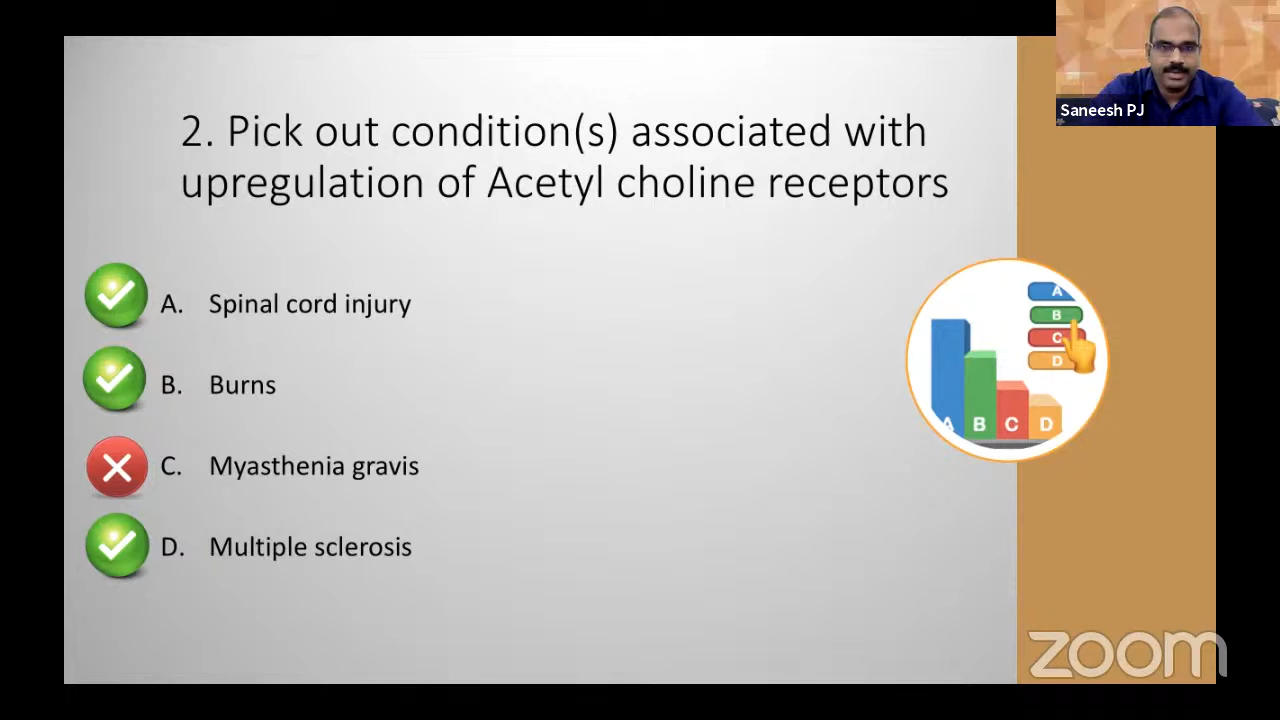 Saneesh PJ
2. Pick out condition(s) associated with
upregulation of Acetyl choline receptors
A. Spinal cord injury
B. Burns
C. Myasthenia gravis
D. Multiple sclerosis
A
B
C
D
A B C D
zoom